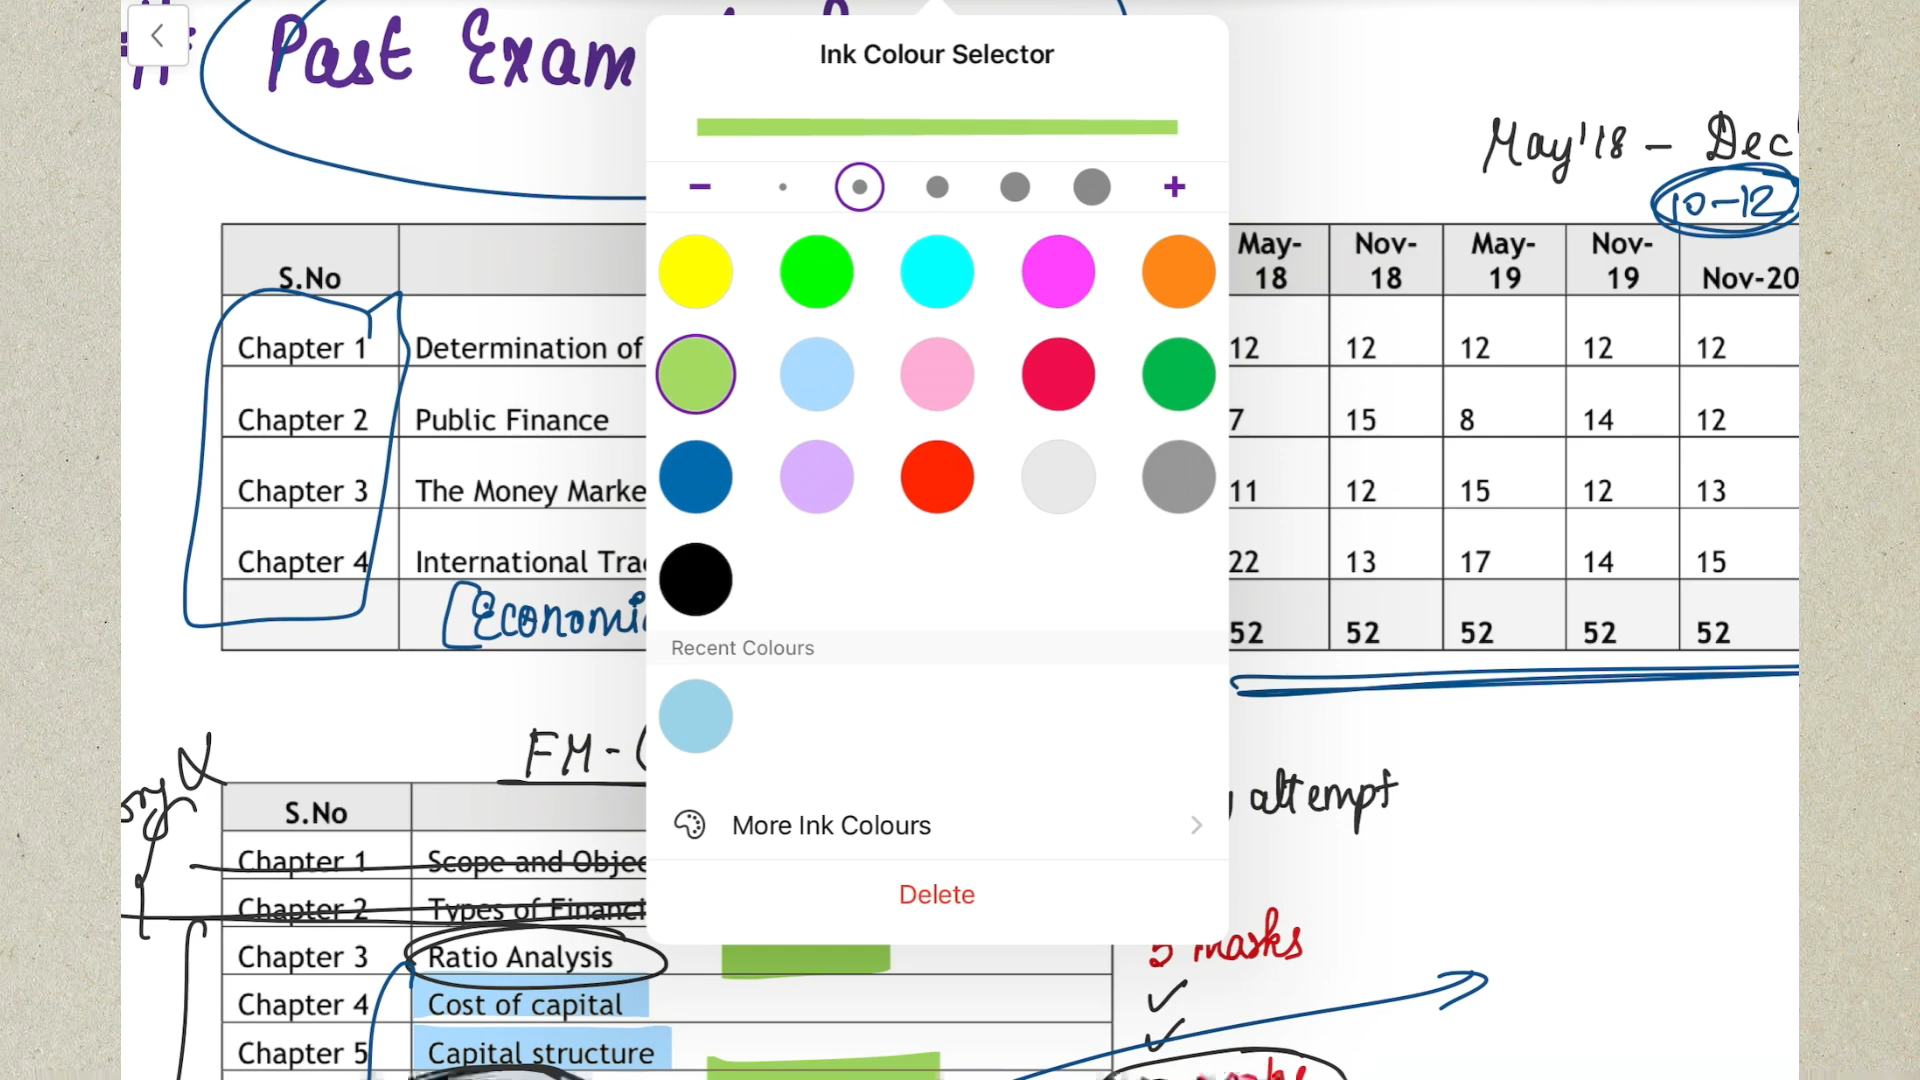 # Past Exam
Ink Colour Selector
May'18 - Dec'
10-12
S.No May-18 Nov-18 May-19 Nov-19 Nov-20
Chapter 1 Determination of 12 12 12 12 12
Chapter 2 Public Finance 7 15 8 14 12
Chapter 3 The Money Marke 11 12 15 12 13
Chapter 4 International Tra 22 13 17 14 15
[Economi 52 52 52 52 52
Recent Colours
FM - (
attempt
More Ink Colours
Delete
S.No
Chapter 1 Scope and Objec
Chapter 2 Types of Financi
Chapter 3 Ratio Analysis 5 marks
Chapter 4 Cost of capital
Chapter 5 Capital structure